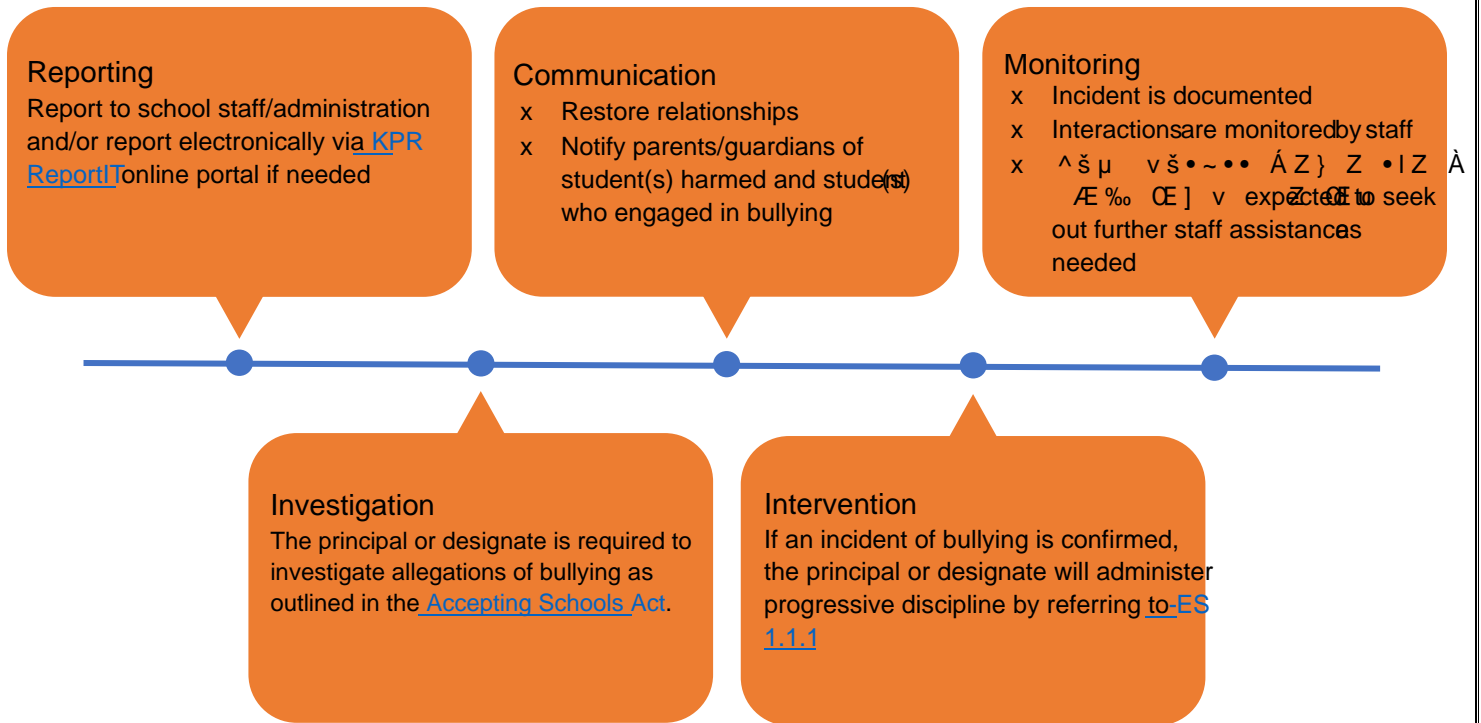 Reporting
Report to school staff/administration
and/or report electronically via KPR
ReportIT online portal if needed
Investigation
The principal or designate is required to
investigate allegations of bullying as
outlined in the Accepting Schools Act.
Communication
x Restore relationships
x Notify parents/guardians of
student(s) harmed and student(s)
who engaged in bullying
Intervention
If an incident of bullying is confirmed,
the principal or designate will administer
progressive discipline by referring to -ES
1.1.1
Monitoring
x Incident is documented
x Interactions are monitored by staff
x
expected to seek
out further staff assistance as
needed